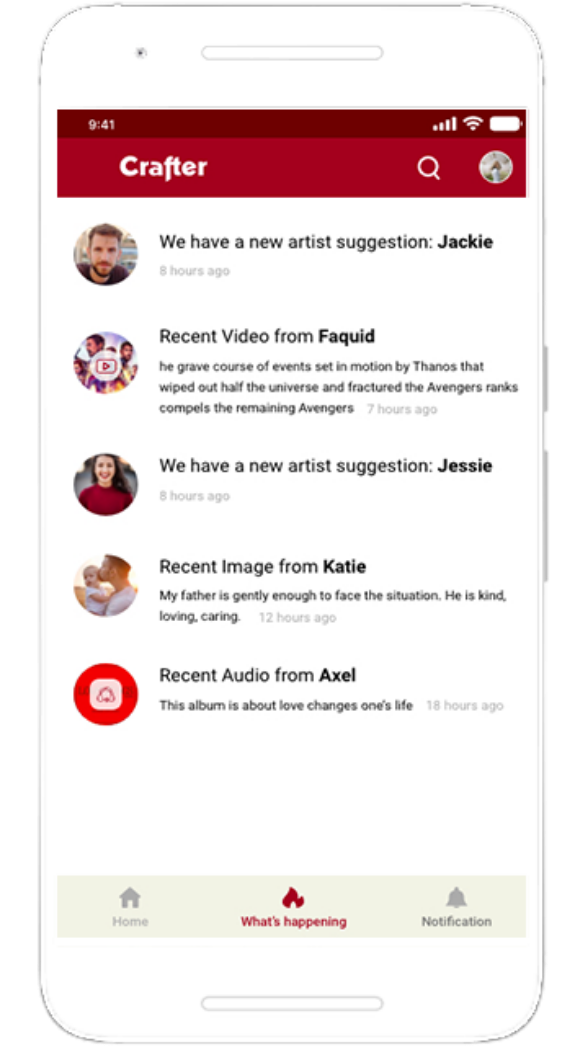 9:41
Crafter
We have a new artist suggestion: Jackie
8 hours ago
Recent Video from Faquid
he grave course of events set in motion by Thanos that
wiped out half the universe and fractured the Avengers ranks
compels the remaining Avengers 7 hours ago
We have a new artist suggestion: Jessie
8 hours ago
Recent Image from Katie
My father is gently enough to face the situation. He is kind,
loving, caring. 12 hours ago
Recent Audio from Axel
This album is about love changes one's life 18 hours ago
Home What's happening Notification